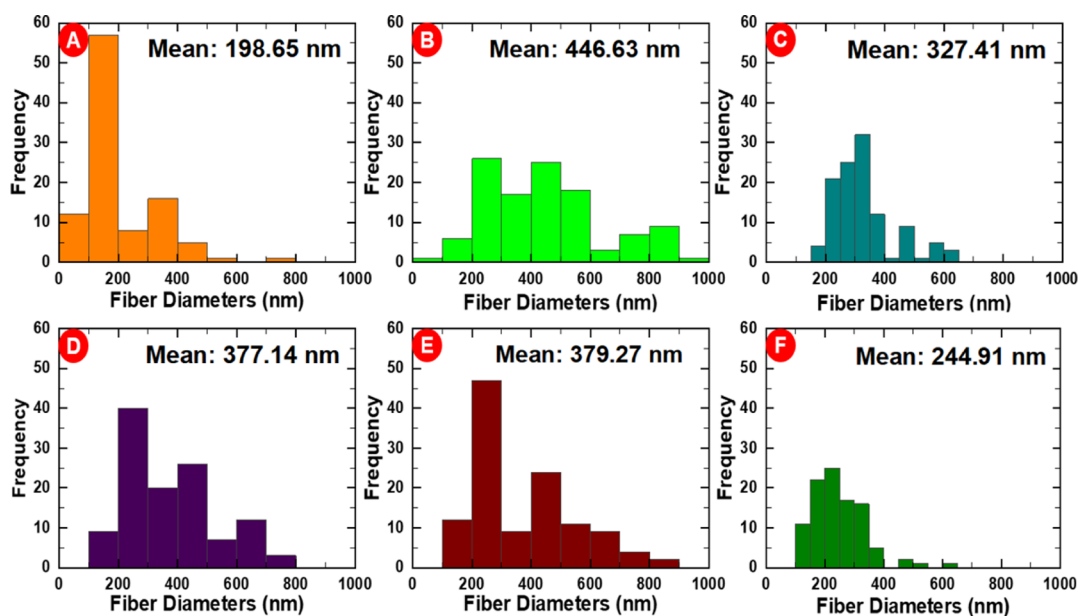 A
Mean: 198.65 nm
Frequency
60
50
40
30
20
10
0
0 200 400 600 800 1000
Fiber Diameters (nm)
B
Mean: 446.63 nm
Frequency
60
50
40
30
20
10
0
0 200 400 600 800 1000
Fiber Diameters (nm)
C
Mean: 327.41 nm
Frequency
60
50
40
30
20
10
0
0 200 400 600 800 1000
Fiber Diameters (nm)
D
Mean: 377.14 nm
Frequency
60
50
40
30
20
10
0
0 200 400 600 800 1000
Fiber Diameters (nm)
E
Mean: 379.27 nm
Frequency
60
50
40
30
20
10
0
0 200 400 600 800 1000
Fiber Diameters (nm)
F
Mean: 244.91 nm
Frequency
60
50
40
30
20
10
0
0 200 400 600 800 1000
Fiber Diameters (nm)